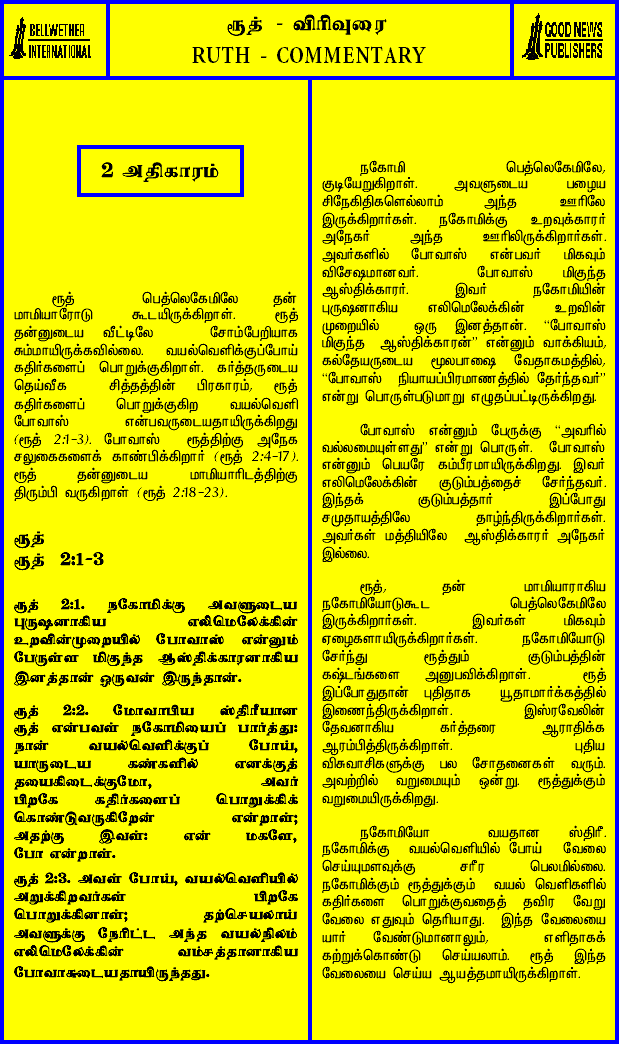 BELLWETHER
INTERNATIONAL
ரூத் - விரிவுரை
RUTH - COMMENTARY
GOOD NEWS
PUBLISHERS
2 அதிகாரம்
ரூத் பெத்லெகேமிலே தன்
மாமியாரோடு கூடயிருக்கிறாள். ரூத்
தன்னுடைய வீட்டிலே சோம்பேறியாக
சும்மாயிருக்கவில்லை. வயல்வெளிக்குப்போய்
கதிர்களைப் பொறுக்குகிறாள். கர்த்தருடைய
தெய்வீக சித்தத்தின் பிரகாரம், ரூத்
கதிர்களைப் பொறுக்குகிற வயல்வெளி
போவாஸ் என்பவருடையதாயிருக்கிறது
(ரூத் 2:1-3). போவாஸ் ரூத்திற்கு அநேக
சலுகைகளைக் காண்பிக்கிறார் (ரூத் 2:4-17).
ரூத் தன்னுடைய மாமியாரிடத்திற்கு
திரும்பி வருகிறாள் (ரூத் 2:18-23).
ரூத்
ரூத் 2:1-3
ரூத் 2:1. நகோமிக்கு அவளுடைய
புருஷனாகிய எலிமெலேக்கின்
உறவின்முறையில் போவாஸ் என்னும்
பேருள்ள மிகுந்த ஆஸ்திக்காரனாகிய
இனத்தான் ஒருவன் இருந்தான்.
ரூத் 2:2. மோவாபிய ஸ்திரீயான
ரூத் என்பவள் நகோமியைப் பார்த்து:
நான் வயல்வெளிக்குப் போய்,
யாருடைய கண்களில் எனக்குத்
தயைகிடைக்குமோ, அவர்
பிறகே கதிர்களைப் பொறுக்கிக்
கொண்டுவருகிறேன் என்றாள்;
அதற்கு இவள்: என் மகளே,
போ என்றாள்.
ரூத் 2:3. அவள் போய், வயல்வெளியில்
அறுக்கிறவர்கள் பிறகே
பொறுக்கினாள்; தற்செயலாய்
அவளுக்கு நேரிட்ட அந்த வயல்நிலம்
எலிமெலேக்கின் வம்சத்தானாகிய
போவாசுடையதாயிருந்தது.
நகோமி பெத்லெகேமிலே,
குடியேறுகிறாள். அவளுடைய பழைய
சிநேகிதிகளெல்லாம் அந்த ஊரிலே
இருக்கிறார்கள். நகோமிக்கு உறவுக்காரர்
அநேகர் அந்த ஊரிலிருக்கிறார்கள்.
அவர்களில் போவாஸ் என்பவர் மிகவும்
விசேஷமானவர். போவாஸ் மிகுந்த
ஆஸ்திக்காரர். இவர் நகோமியின்
புருஷனாகிய எலிமெலேக்கின் உறவின்
முறையில் ஒரு இனத்தான். "போவாஸ்
மிகுந்த ஆஸ்திக்காரன்" என்னும் வாக்கியம்,
கல்தேயருடைய மூலபாஷை வேதாகமத்தில்,
"போவாஸ் நியாயப்பிரமாணத்தில் தேர்ந்தவர்"
என்று பொருள்படுமாறு எழுதப்பட்டிருக்கிறது.
போவாஸ் என்னும் பேருக்கு "அவரில்
வல்லமையுள்ளது" என்று பொருள். போவாஸ்
என்னும் பெயரே கம்பீரமாயிருக்கிறது. இவர்
எலிமெலேக்கின் குடும்பத்தைச் சேர்ந்தவர்.
இந்தக் குடும்பத்தார் இப்போது
சமுதாயத்திலே தாழ்ந்திருக்கிறார்கள்.
அவர்கள் மத்தியிலே ஆஸ்திக்காரர் அநேகர்
இல்லை.
ரூத், தன் மாமியாராகிய
நகோமியோடுகூட பெத்லெகேமிலே
இருக்கிறார்கள். இவர்கள் மிகவும்
ஏழைகளாயிருக்கிறார்கள். நகோமியோடு
சேர்ந்து ரூத்தும் குடும்பத்தின்
கஷ்டங்களை அனுபவிக்கிறாள். ரூத்
இப்போதுதான் புதிதாக யூதாமார்க்கத்தில்
இணைந்திருக்கிறாள். இஸ்ரவேலின்
தேவனாகிய கர்த்தரை ஆராதிக்க
ஆரம்பித்திருக்கிறாள். புதிய
விசுவாசிகளுக்கு பல சோதனைகள் வரும்.
அவற்றில் வறுமையும் ஒன்று. ரூத்துக்கும்
வறுமையிருக்கிறது.
நகோமியோ வயதான ஸ்திரீ.
நகோமிக்கு வயல்வெளியில் போய் வேலை
செய்யுமளவுக்கு சரீர பெலமில்லை.
நகோமிக்கும் ரூத்துக்கும் வயல் வெளிகளில்
கதிர்களை பொறுக்குவதைத் தவிர வேறு
வேலை எதுவும் தெரியாது. இந்த வேலையை
யார் வேண்டுமானாலும், எளிதாகக்
கற்றுக்கொண்டு செய்யலாம். ரூத் இந்த
வேலையை செய்ய ஆயத்தமாயிருக்கிறாள்.